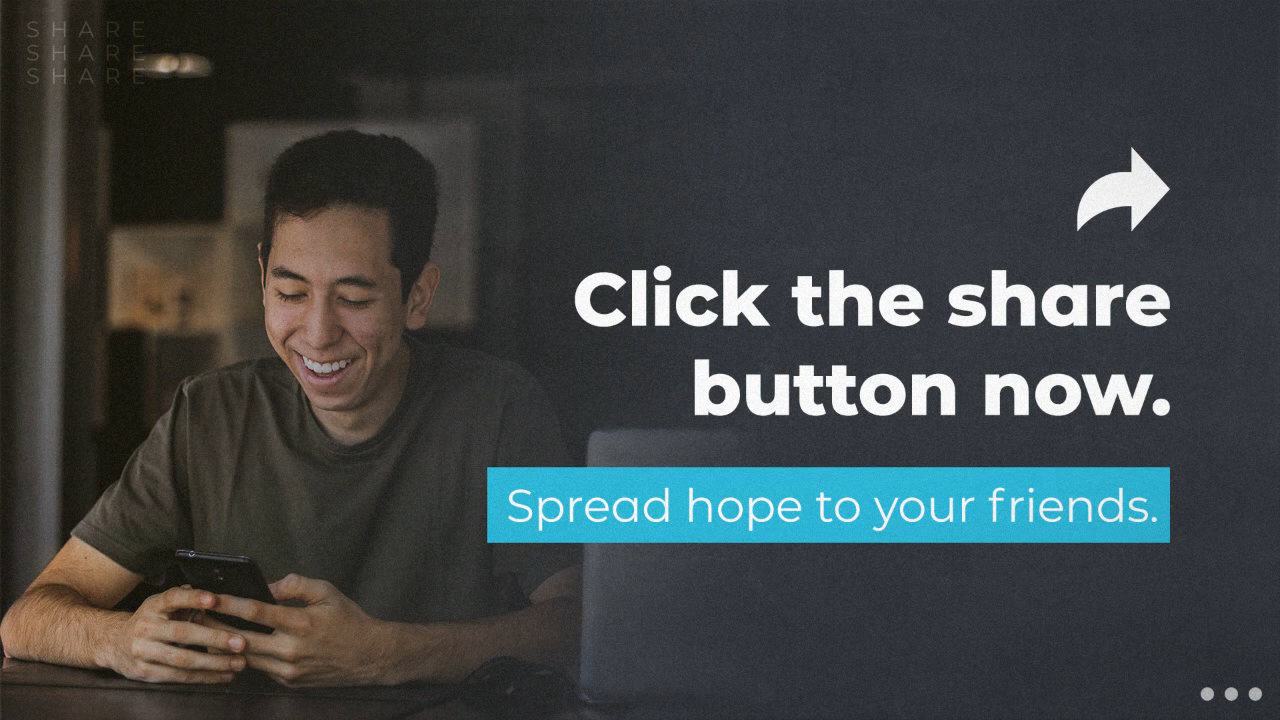 SHARE
SHARE
SHARE
Click the share
button now.
Spread hope to your friends.